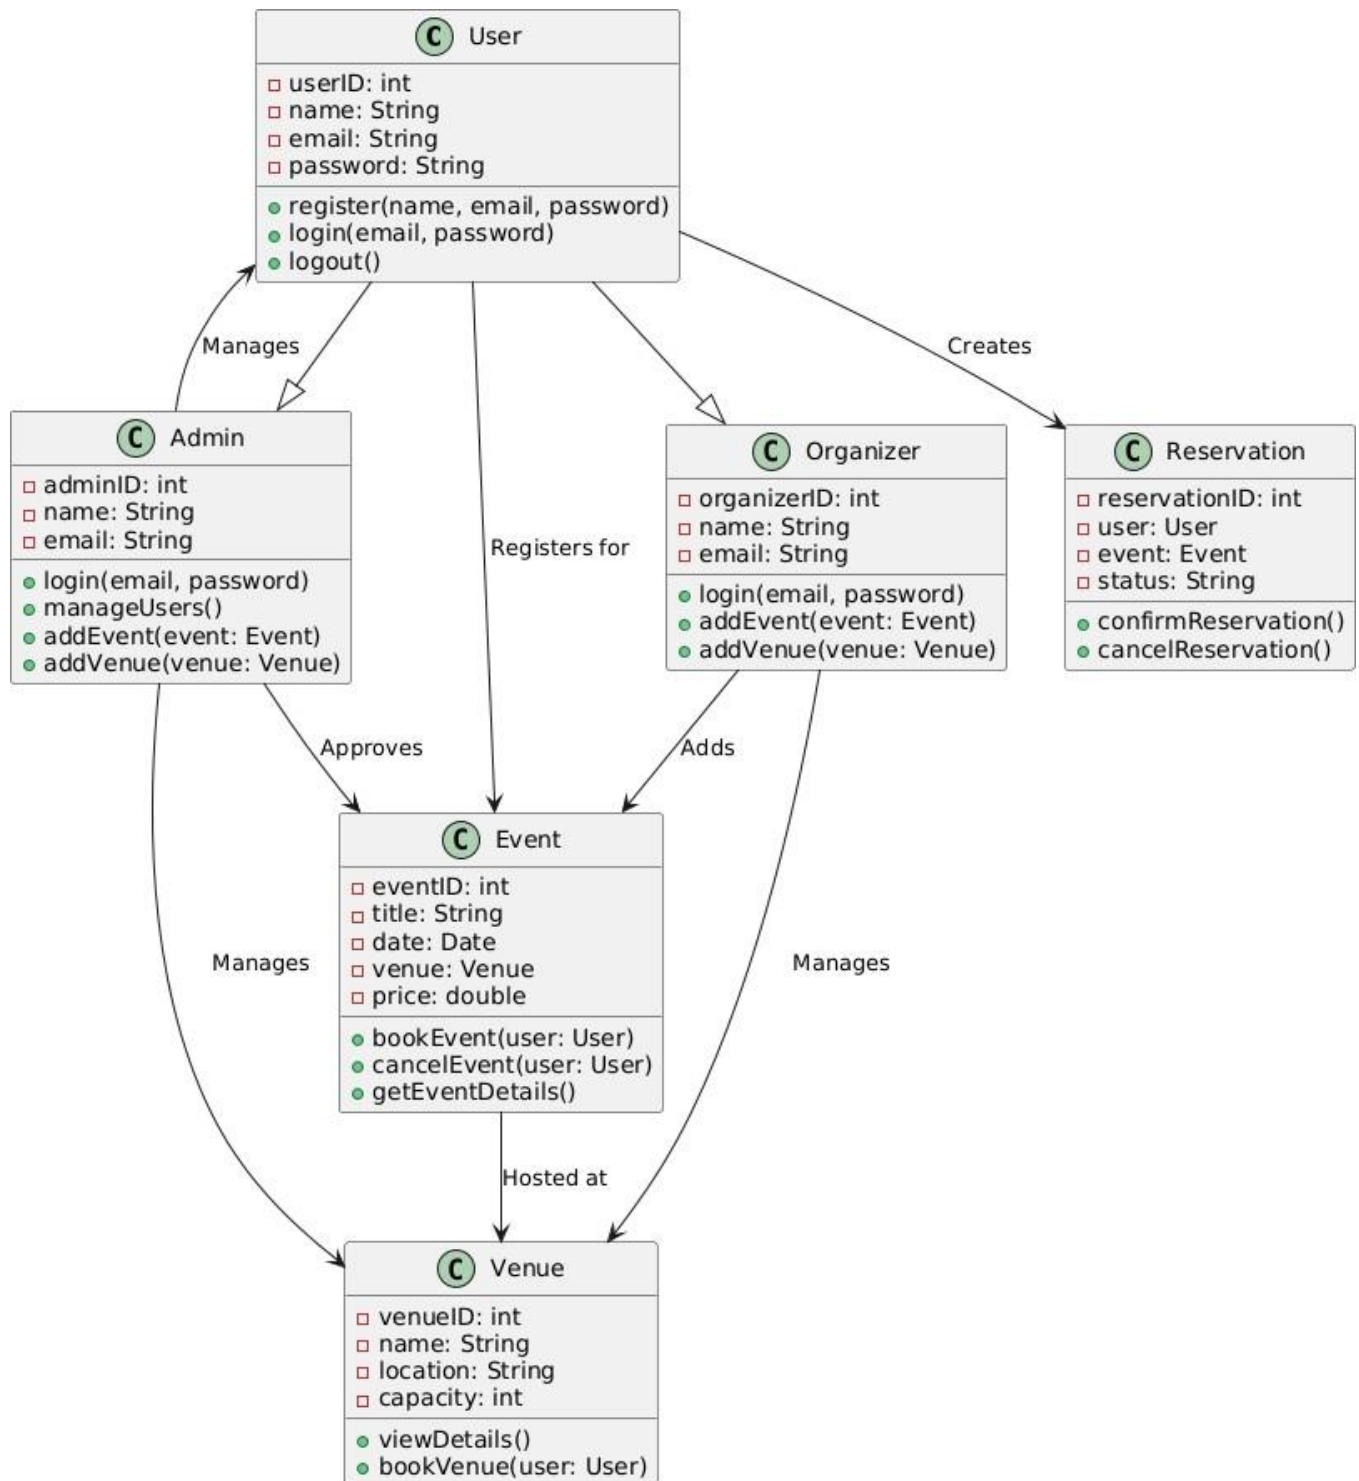 C User
userID: int
name: String
email: String
password: String
register(name, email, password)
login(email, password)
logout()
Manages
Creates
C Admin
adminID: int
name: String
email: String
login(email, password)
manageUsers()
addEvent(event: Event)
addVenue(venue: Venue)
Registers for
C Organizer
organizerID: int
name: String
email: String
login(email, password)
addEvent(event: Event)
addVenue(venue: Venue)
C Reservation
reservationID: int
user: User
event: Event
status: String
confirmReservation()
cancelReservation()
Approves
Adds
C Event
eventID: int
title: String
date: Date
venue: Venue
price: double
bookEvent(user: User)
cancelEvent(user: User)
getEventDetails()
Manages
Manages
Hosted at
C Venue
venueID: int
name: String
location: String
capacity: int
viewDetails()
bookVenue(user: User)